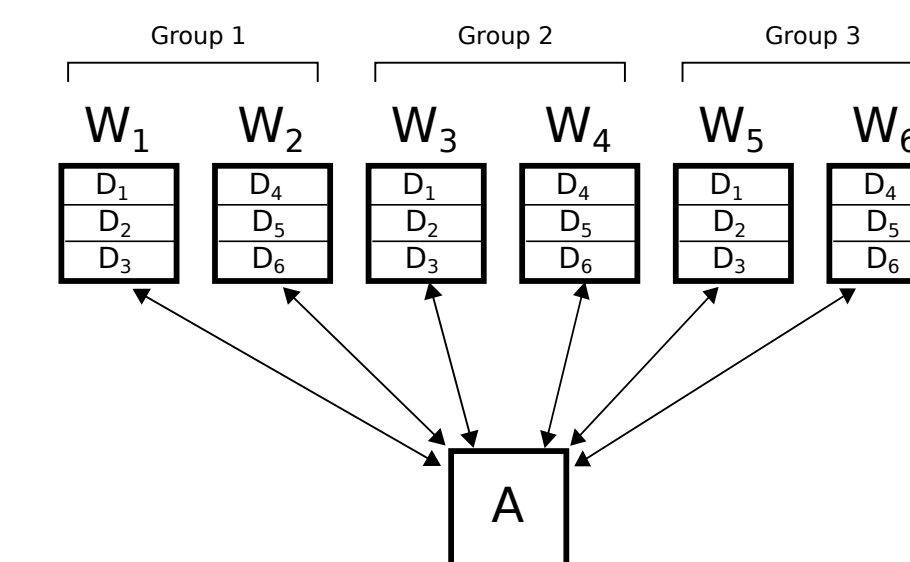 Group 1 Group 2 Group 3
W1 W2 W3 W4 W5 W6
D1 D4 D1 D4 D1 D4
D2 D5 D2 D5 D2 D5
D3 D6 D3 D6 D3 D6
A